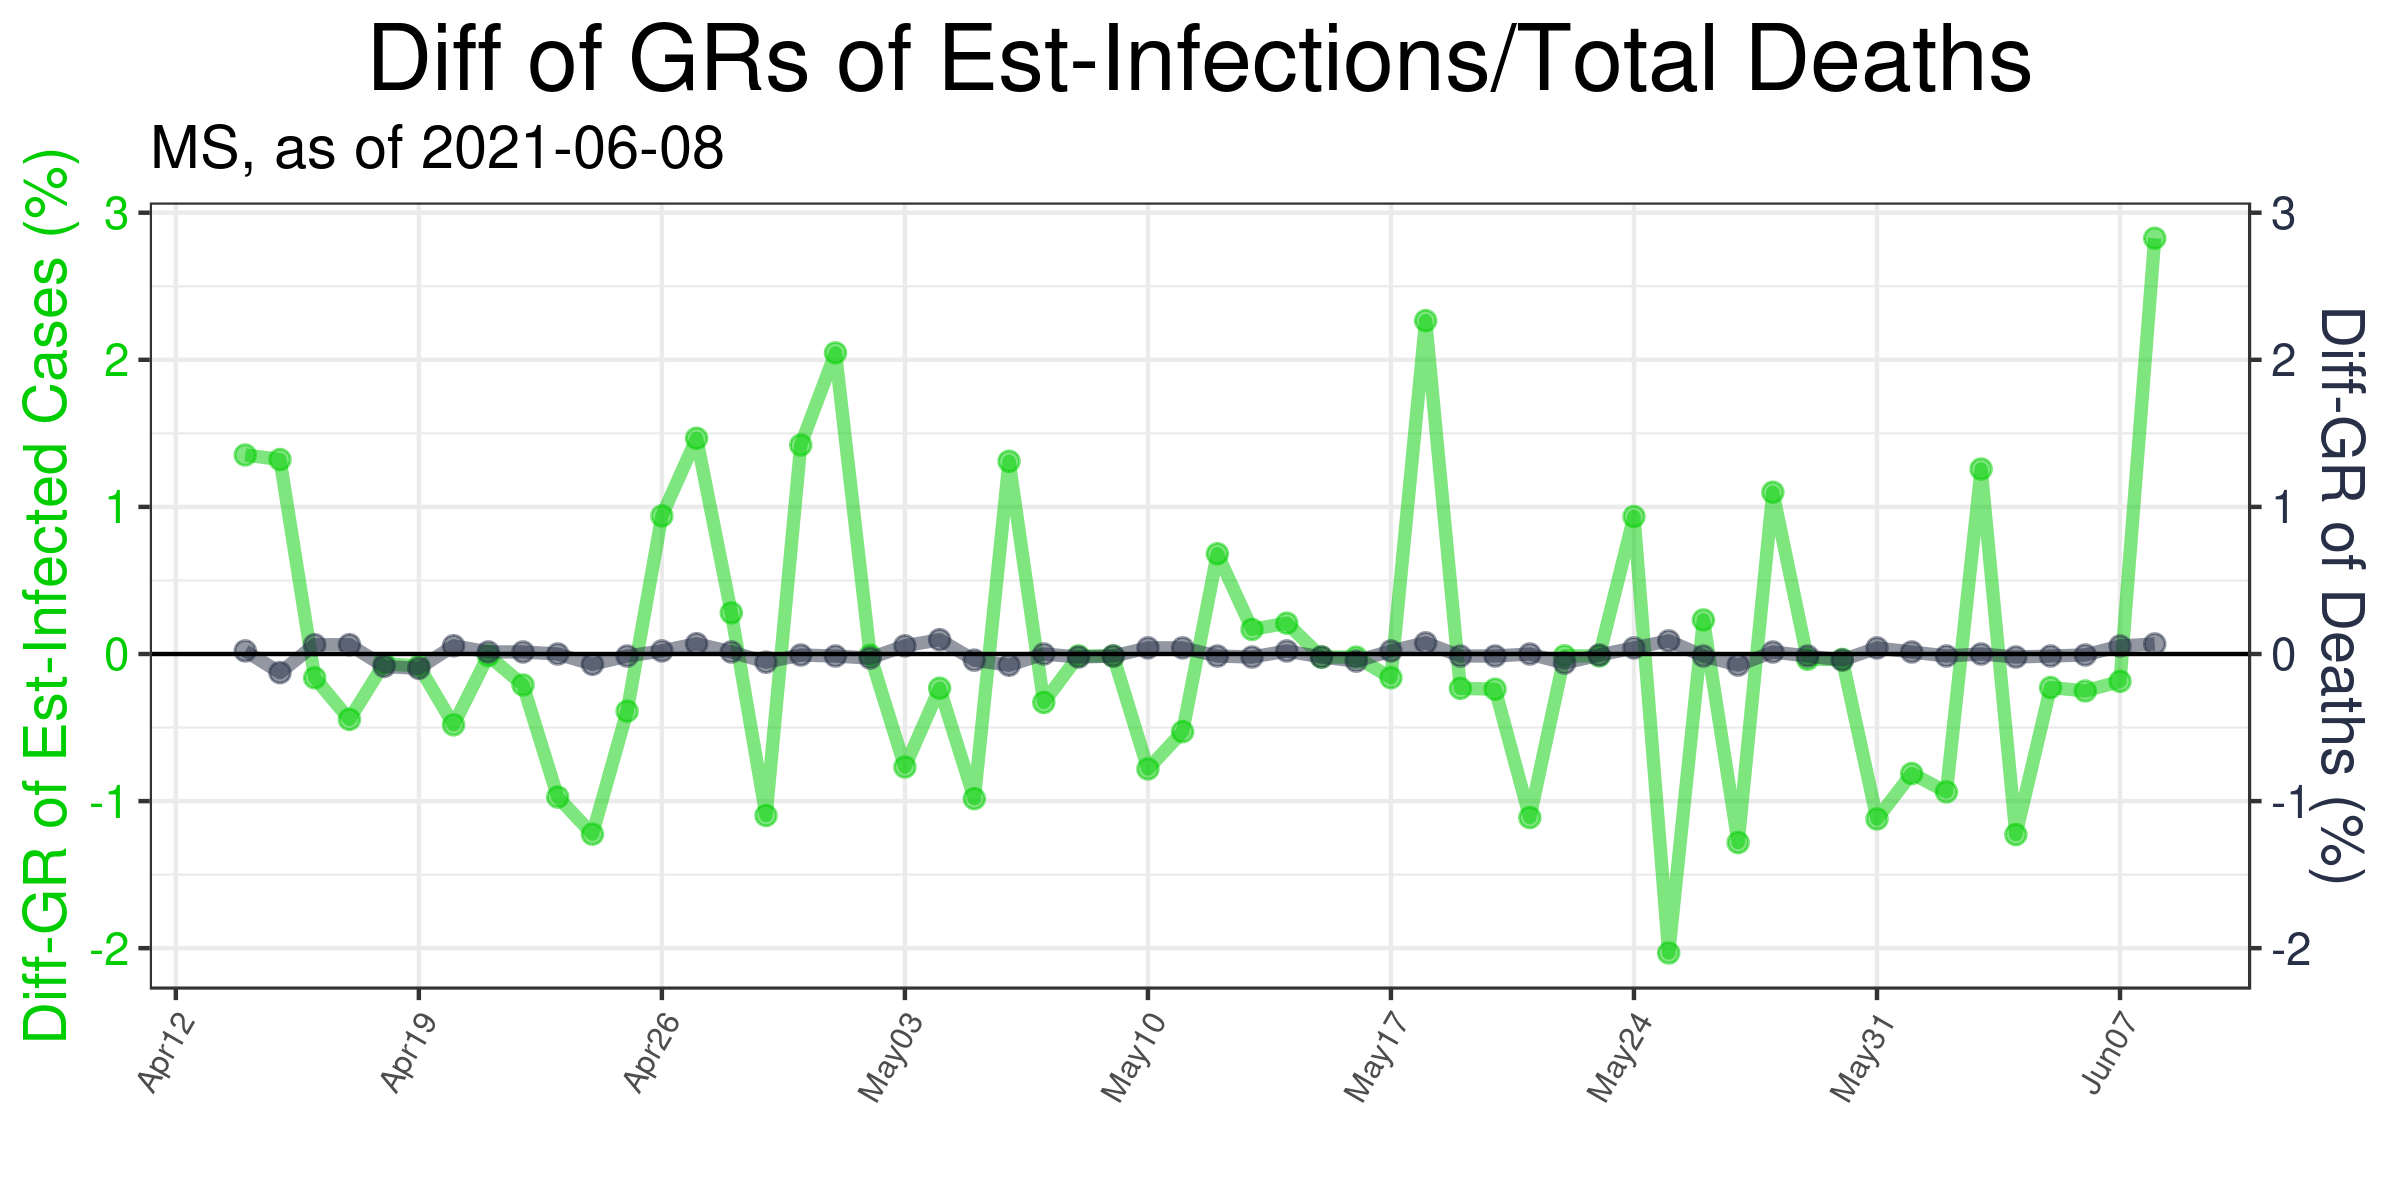 Diff of GRs of Est-Infections/Total Deaths
MS, as of 2021-06-08
Diff-GR of Est-Infected Cases (%)
3
2
1
0
-1
-2
3
2
1
0
-1
-2
Diff-GR of Deaths (%)
Apr12
Apr19
Apr26
May03
May10
May17
May24
May31
Jun07